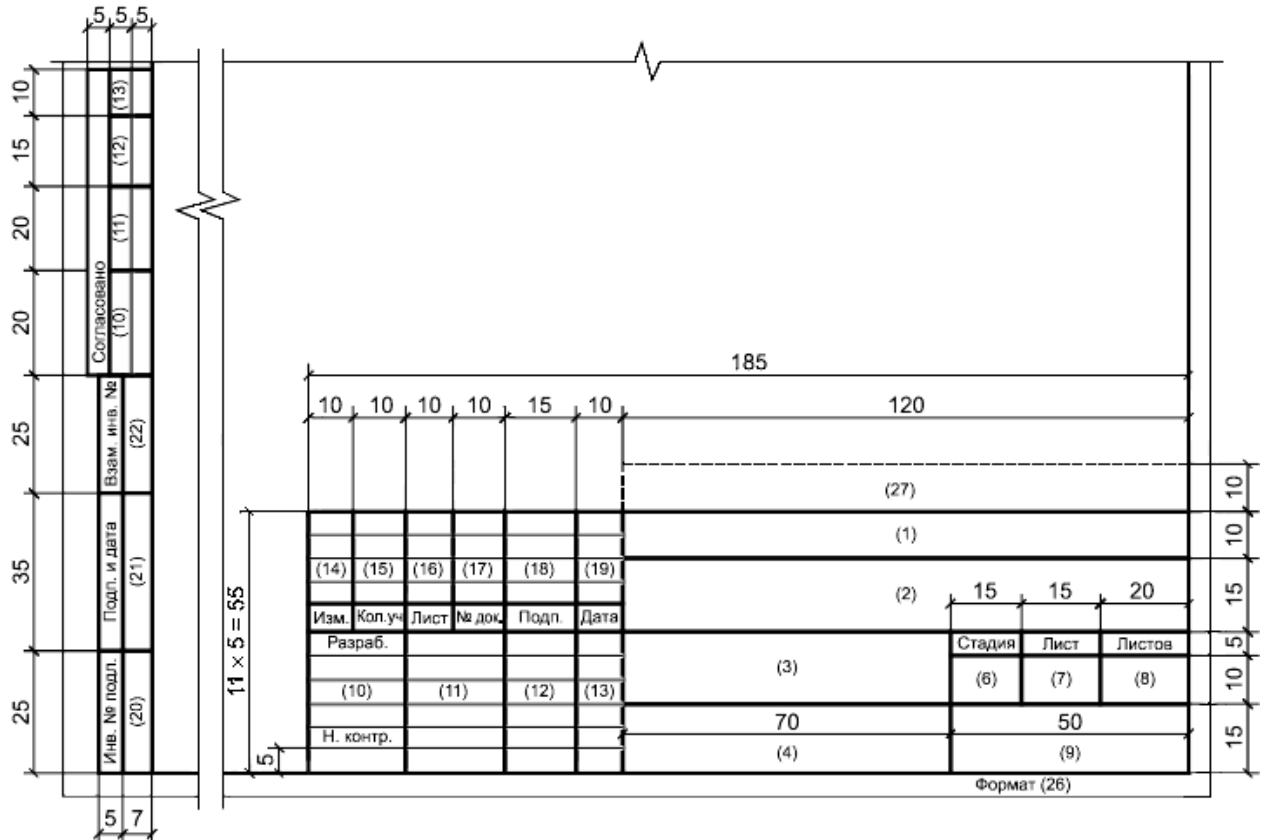 5 5 5
10
(13)
15
(12)
20
(11)
20
(10)
Согласовано
25
Взам. инв. №
(22)
35
Подп. и дата
(21)
25
Инв. № подл.
(20)
5 7
185
10 10 10 10 15 10 120
(27) 10
(1) 10
(14) (15) (16) (17) (18) (19)
(2) 15 15 20 15
Изм. Кол.уч Лист № док. Подп. Дата
11 × 5 = 55
Разраб. Стадия Лист Листов 5
(3)
(10) (11) (12) (13) (6) (7) (8) 10
70 50
Н. контр.
5 (4) (9) 15
Формат (26)